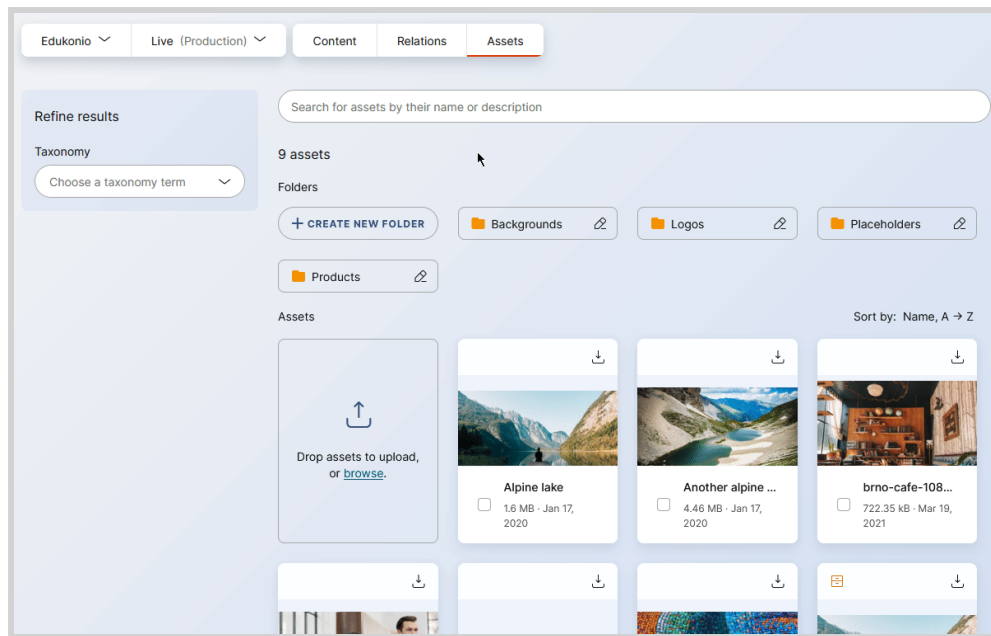 Edukonio
Live (Production)
Content
Relations
Assets
Refine results
Taxonomy
Choose a taxonomy term
Search for assets by their name or description
9 assets
Folders
CREATE NEW FOLDER
Backgrounds
Logos
Placeholders
Products
Assets
Sort by: Name, A → Z
Drop assets to upload,
or browse.
Alpine lake
1.6 MB · Jan 17,
2020
Another alpine ...
4.46 MB · Jan 17,
2020
brno-cafe-108...
722.35 kB · Mar 19,
2021